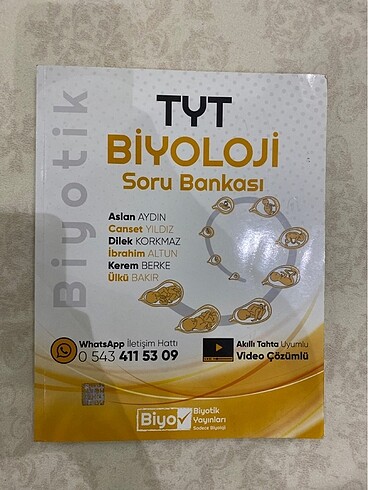 Biyotik
TYT
BİYOLOJİ
Soru Bankası
Aslan AYDIN
Canset YILDIZ
Dilek KORKMAZ
İbrahim ALTUN
Kerem BERKE
Ülkü BAKIR
WhatsApp İletişim Hattı
0 543 411 53 09
Akıllı Tahta Uyumlu
Video Çözümlü
Biyo
Biyotik
Yayınları
Sadece Biyoloji